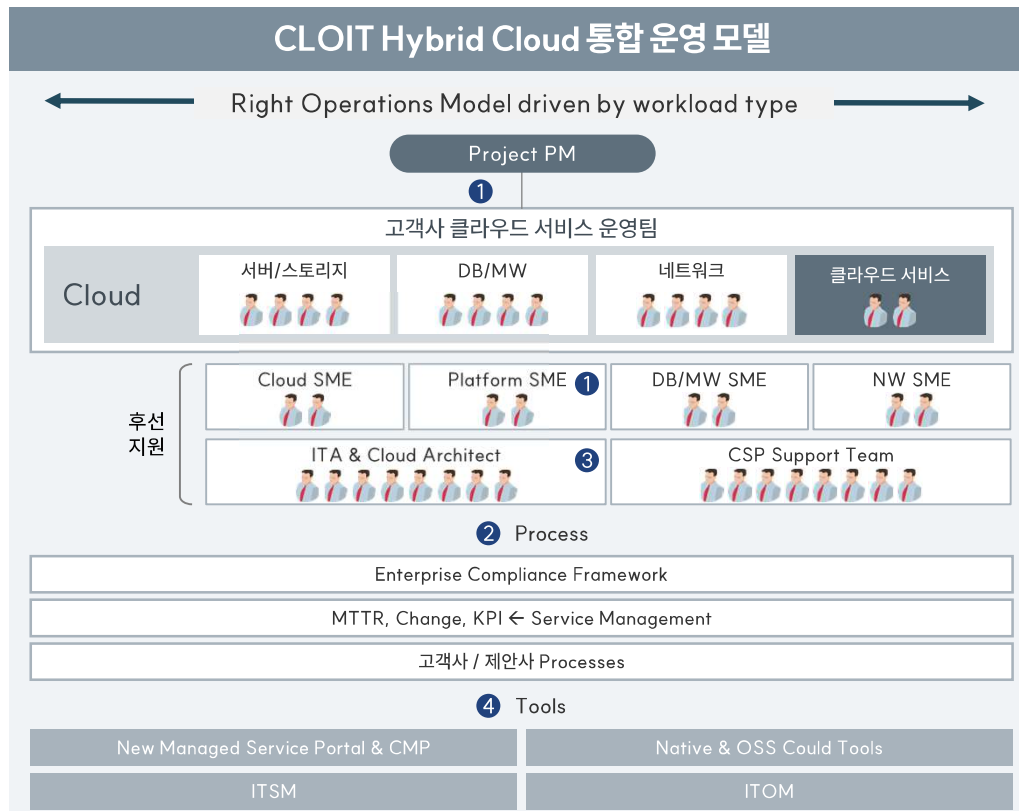 CLOIT Hybrid Cloud 통합 운영 모델
Right Operations Model driven by workload type
Project PM
1
고객사 클라우드 서비스 운영팀
Cloud
서버/스토리지
DB/MW
네트워크
클라우드 서비스
후선
지원
Cloud SME
Platform SME
1
DB/MW SME
NW SME
ITA & Cloud Architect
3
CSP Support Team
2 Process
Enterprise Compliance Framework
MTTR, Change, KPI ← Service Management
고객사 / 제안사 Processes
4 Tools
New Managed Service Portal & CMP
Native & OSS Could Tools
ITSM
ITOM